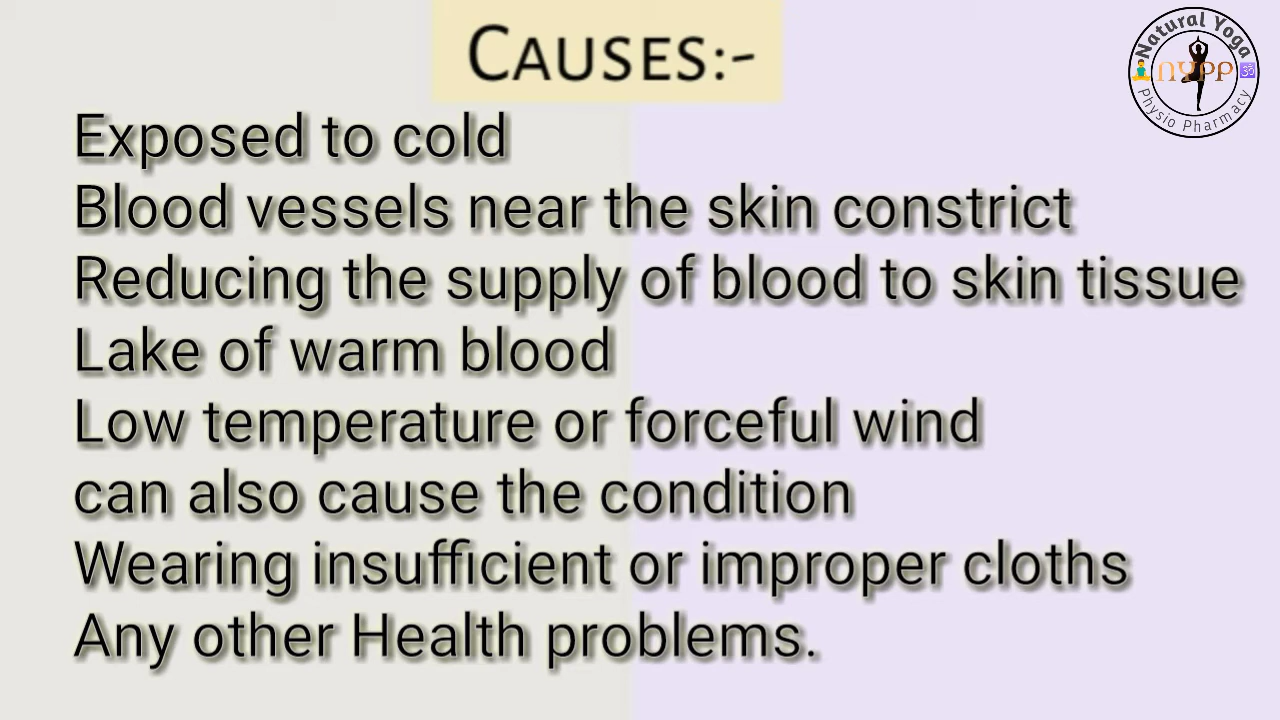 CAUSES:-
Natural Yoga
NYPP
ॐ
Physio Pharmacy
Exposed to cold
Blood vessels near the skin constrict
Reducing the supply of blood to skin tissue
Lake of warm blood
Low temperature or forceful wind
can also cause the condition
Wearing insufficient or improper cloths
Any other Health problems.